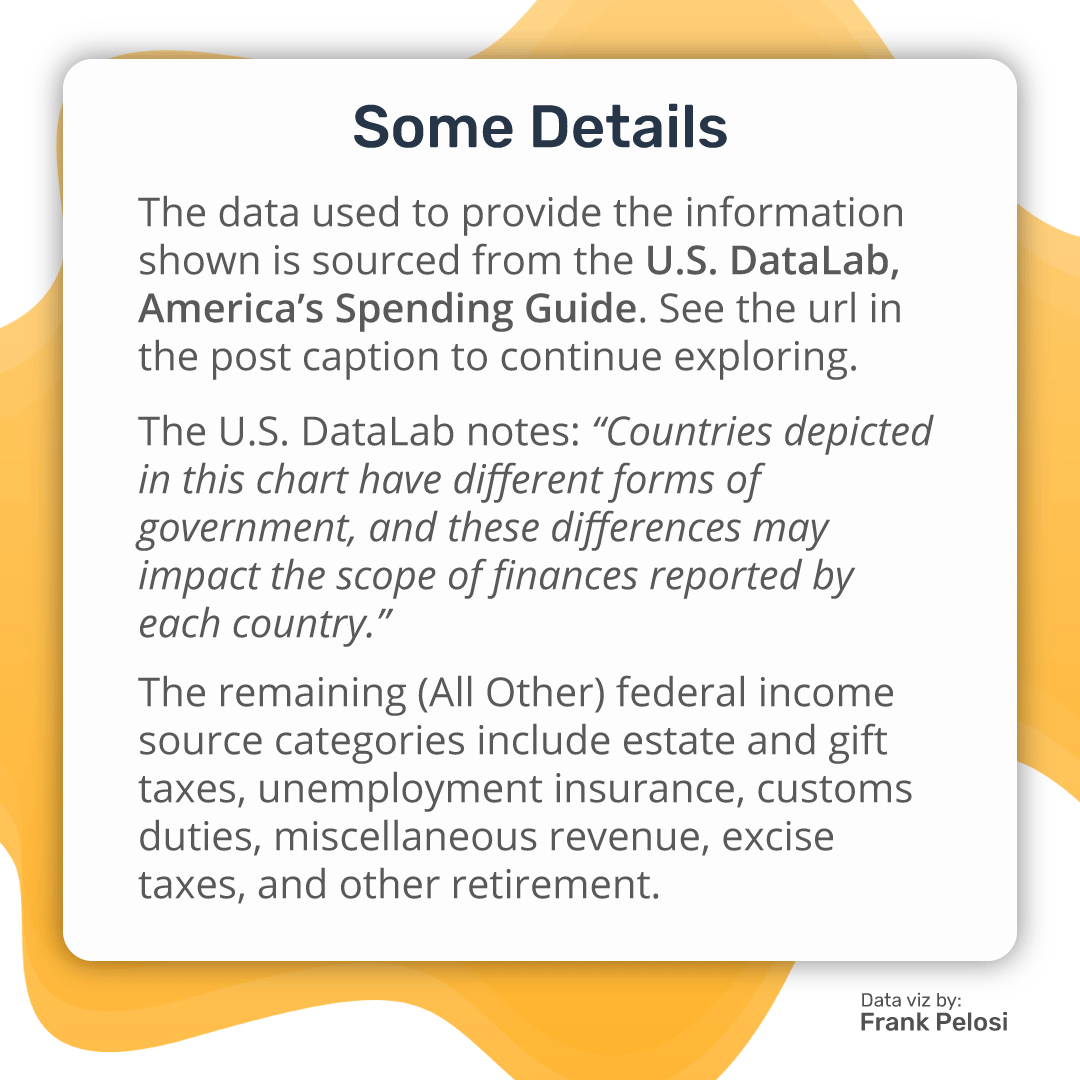 Some Details
The data used to provide the information
shown is sourced from the U.S. DataLab,
America’s Spending Guide. See the url in
the post caption to continue exploring.
The U.S. DataLab notes: “Countries depicted
in this chart have different forms of
government, and these differences may
impact the scope of finances reported by
each country.”
The remaining (All Other) federal income
source categories include estate and gift
taxes, unemployment insurance, customs
duties, miscellaneous revenue, excise
taxes, and other retirement.
Data viz by:
Frank Pelosi